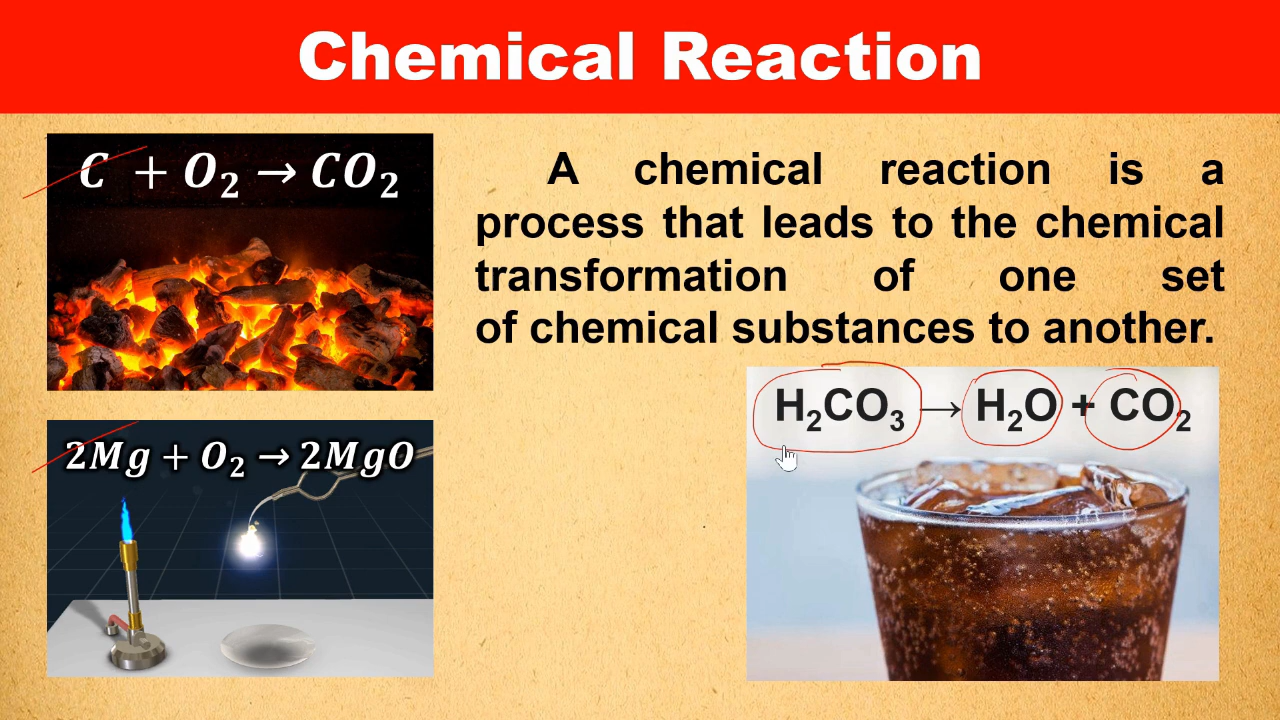 Chemical Reaction
C + O₂ → CO₂
A chemical reaction is a
process that leads to the chemical
transformation of one set
of chemical substances to another.
H₂CO₃ → H₂O + CO₂
2Mg + O₂ → 2MgO